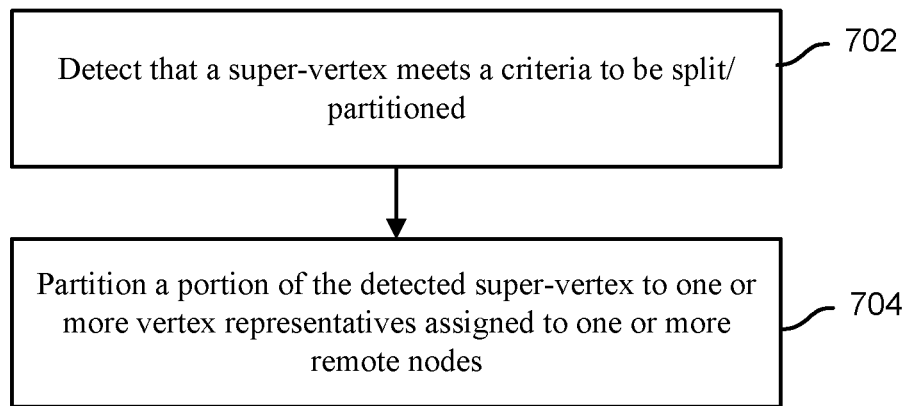 Detect that a super-vertex meets a criteria to be split/
partitioned
702
Partition a portion of the detected super-vertex to one or
more vertex representatives assigned to one or more
remote nodes
704